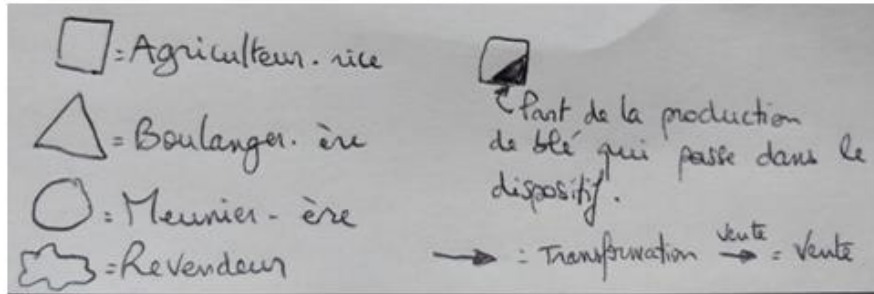 = Agriculteur.rice
= Boulanger.ère
= Meunier-ère
= Revendeur
Part de la production
de blé qui passe dans le
dispositif.
= Transformation vente = Vente